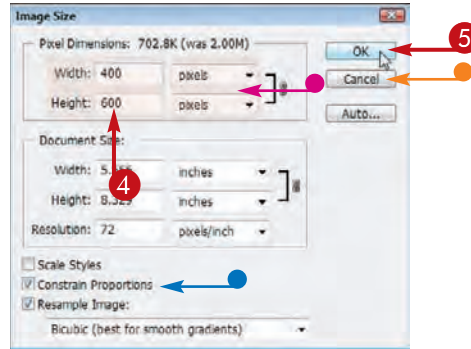 Image Size
Pixel Dimensions: 702.8K (was 2.00M)
Width: 400 pixels
Height: 600 pixels
OK
5
Cancel
Auto...
4
Document Size:
Width: inches
Height: inches
Resolution: 72 pixels/inch
Scale Styles
Constrain Proportions
Resample Image:
Bicubic (best for smooth gradients)